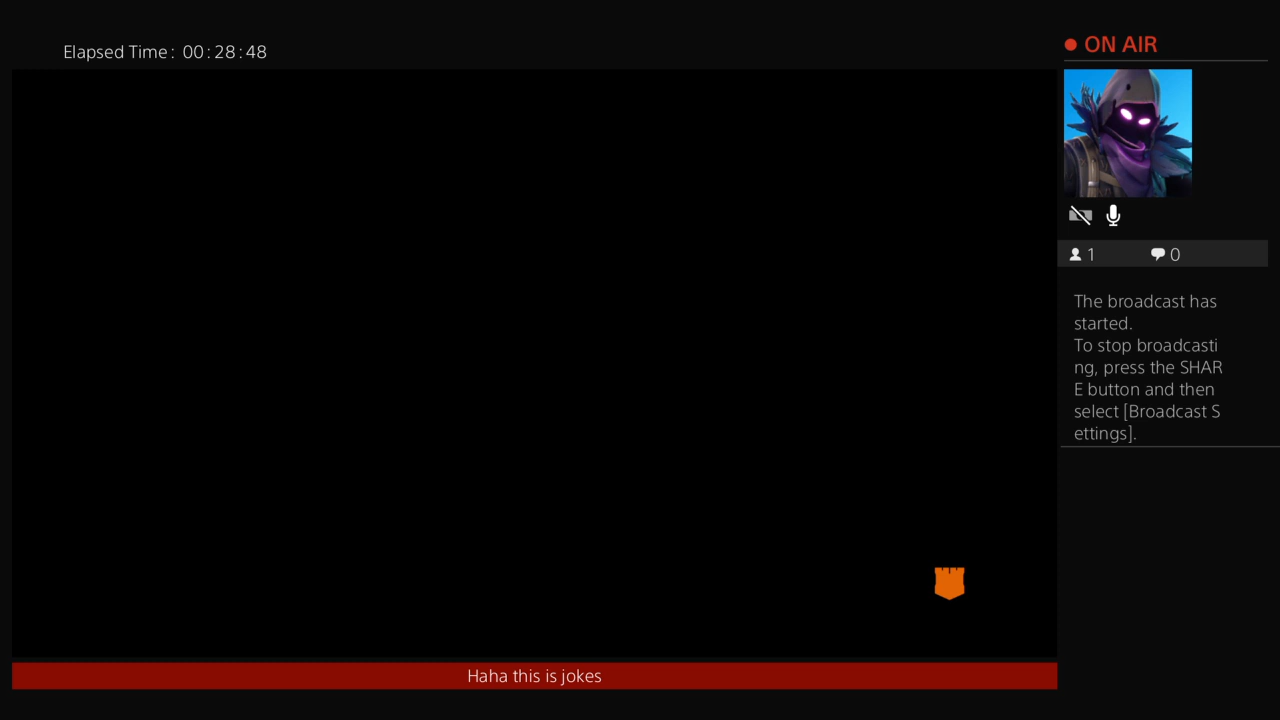 Elapsed Time: 00:28:48
ON AIR
1 0
The broadcast has
started.
To stop broadcasti
ng, press the SHAR
E button and then
select [Broadcast S
ettings].
Haha this is jokes